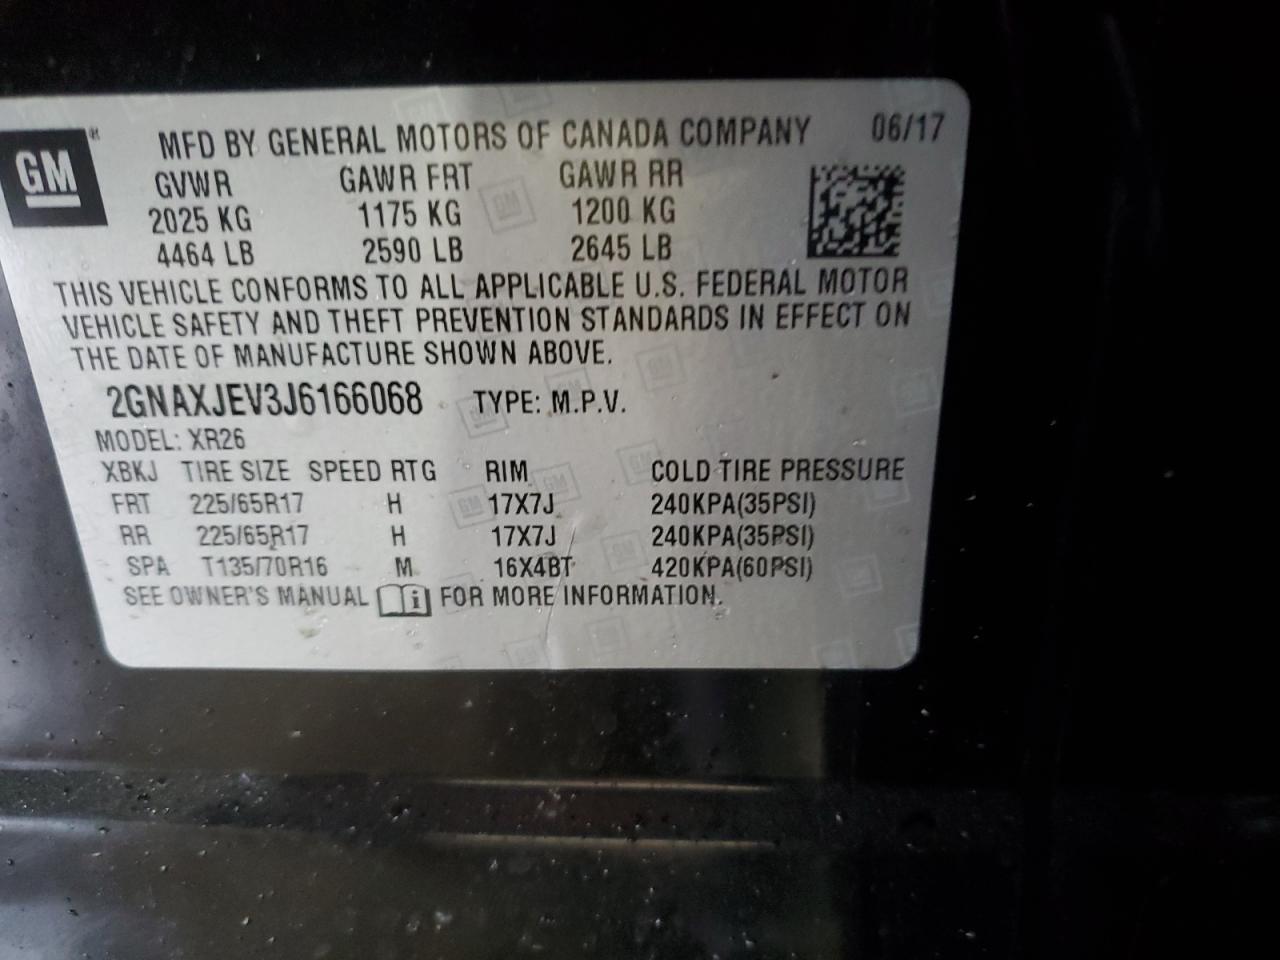 GM
MFD BY GENERAL MOTORS OF CANADA COMPANY 06/17
GVWR GAWR FRT GAWR RR
2025 KG 1175 KG 1200 KG
4464 LB 2590 LB 2645 LB
THIS VEHICLE CONFORMS TO ALL APPLICABLE U.S. FEDERAL MOTOR
VEHICLE SAFETY AND THEFT PREVENTION STANDARDS IN EFFECT ON
THE DATE OF MANUFACTURE SHOWN ABOVE.
2GNAXJEV3J6166068 TYPE: M.P.V.
MODEL: XR26
XBKJ TIRE SIZE SPEED RTG RIM COLD TIRE PRESSURE
FRT 225/65R17 H 17X7J 240KPA(35PSI)
RR 225/65R17 H 17X7J 240KPA(35PSI)
SPA T135/70R16 M 16X4BT 420KPA(60PSI)
SEE OWNER'S MANUAL i FOR MORE INFORMATION.